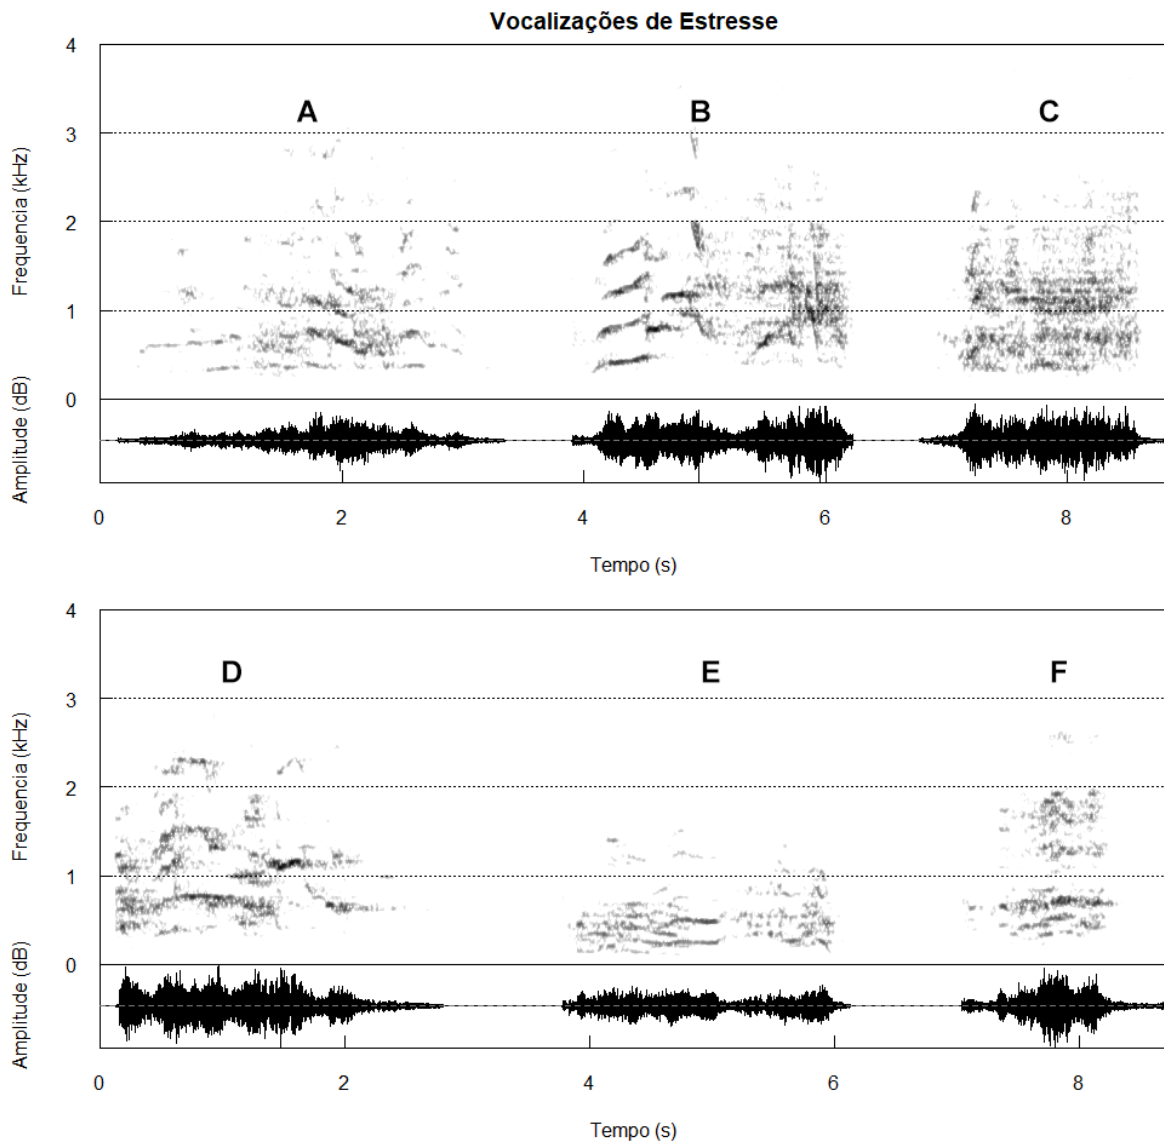 Vocalizações de Estresse
4
3
2
1
0
Frequencia (kHz)
Amplitude (dB)
A B C
0 2 4 6 8
Tempo (s)
4
3
2
1
0
Frequencia (kHz)
Amplitude (dB)
D E F
0 2 4 6 8
Tempo (s)